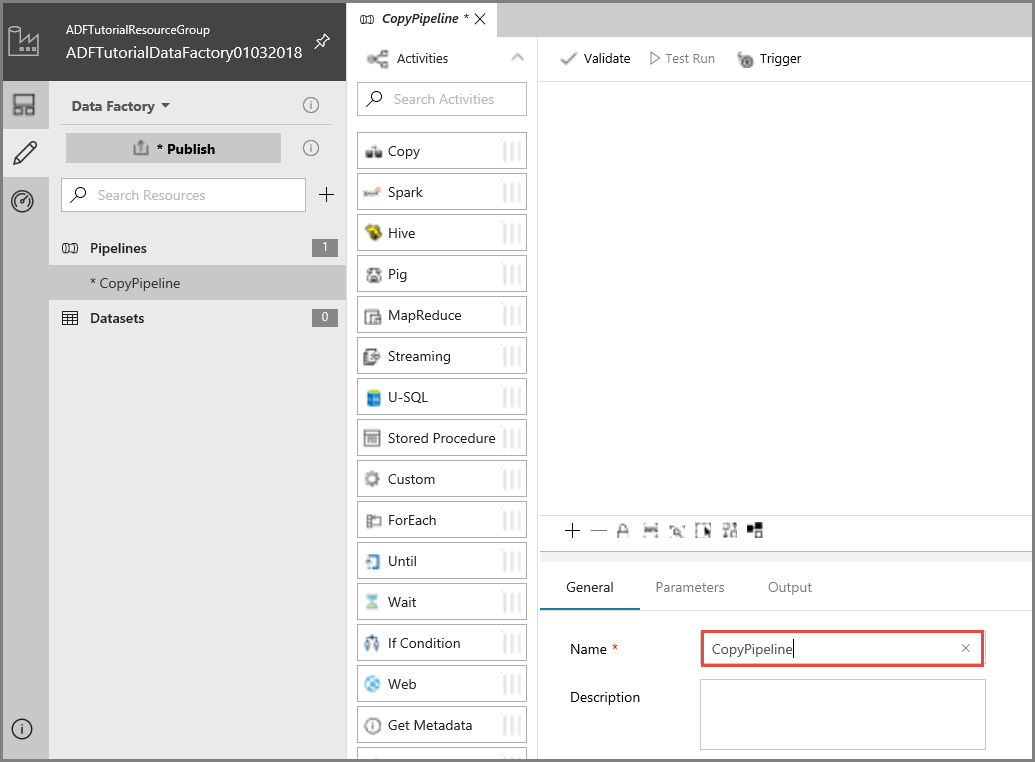 ADFTutorialResourceGroup
ADFTutorialDataFactory01032018
Data Factory
* Publish
Search Resources
Pipelines 1
* CopyPipeline
Datasets 0
CopyPipeline *
Activities
Search Activities
Copy
Spark
Hive
Pig
MapReduce
Streaming
U-SQL
Stored Procedure
Custom
ForEach
Until
Wait
If Condition
Web
Get Metadata
Validate Test Run Trigger
General Parameters Output
Name * CopyPipeline
Description